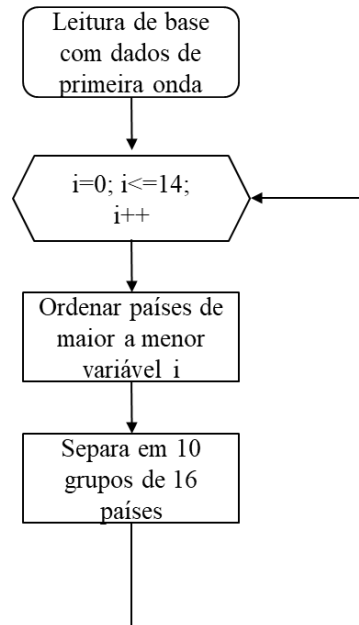 Leitura de base
com dados de
primeira onda
i=0; i<=14;
i++
Ordenar países de
maior a menor
variável i
Separa em 10
grupos de 16
países